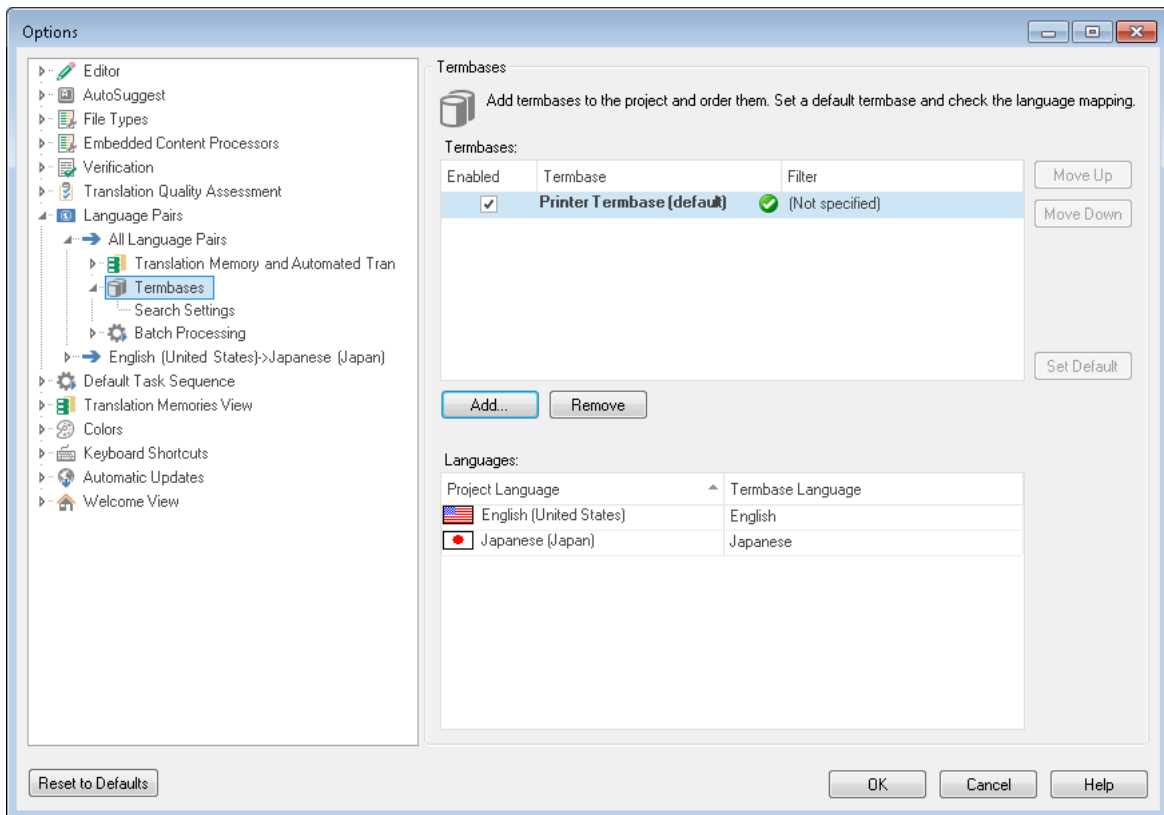 Options
Editor
AutoSuggest
File Types
Embedded Content Processors
Verification
Translation Quality Assessment
Language Pairs
All Language Pairs
Translation Memory and Automated Tran
Termbases
Search Settings
Batch Processing
English (United States)->Japanese (Japan)
Default Task Sequence
Translation Memories View
Colors
Keyboard Shortcuts
Automatic Updates
Welcome View
Termbases
Add termbases to the project and order them. Set a default termbase and check the language mapping.
Termbases:
Enabled Termbase Filter
Printer Termbase (default) (Not specified)
Move Up
Move Down
Set Default
Add... Remove
Languages:
Project Language Termbase Language
English (United States) English
Japanese (Japan) Japanese
Reset to Defaults OK Cancel Help